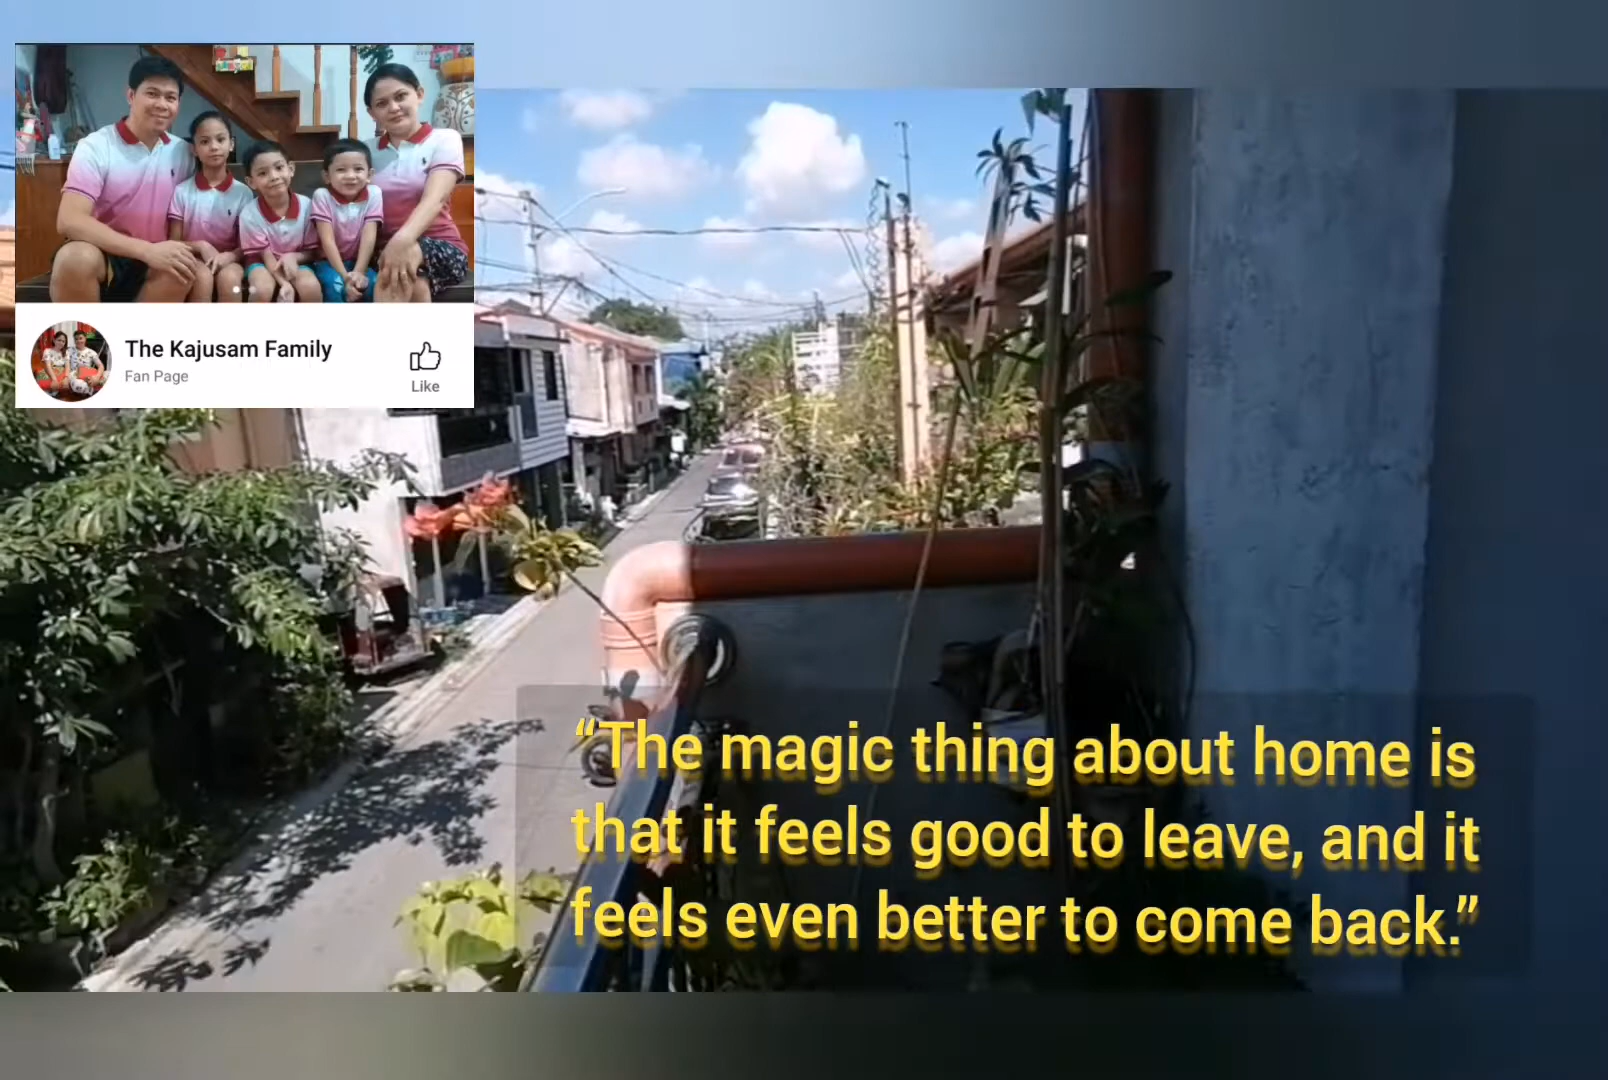 The Kajusam Family
Fan Page
Like
“The magic thing about home is
that it feels good to leave, and it
feels even better to come back.”